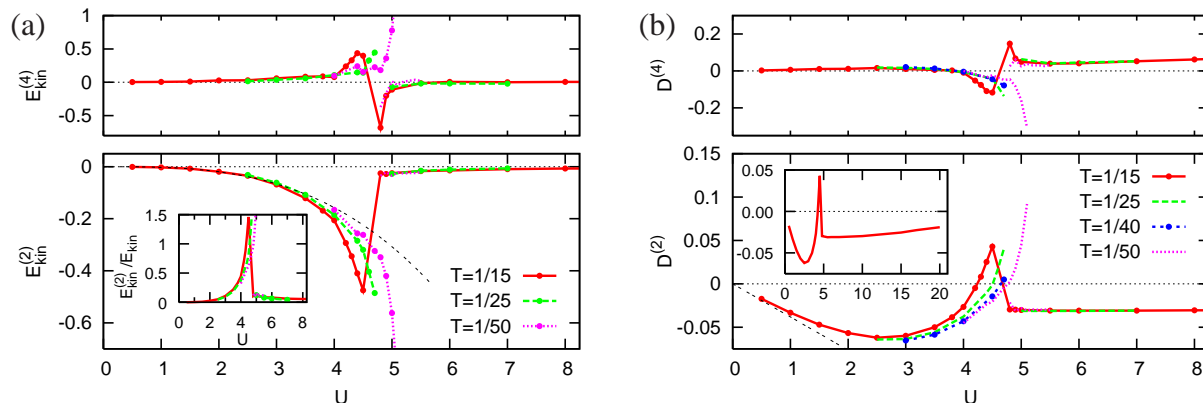 (a)
1
0.5
0
-0.5
E_kin^(4)
0
-0.2
-0.4
-0.6
E_kin^(2)
1.5
1
0.5
0
E_kin^(2)/E_kin
0 2 4 6 8
U
T=1/15
T=1/25
T=1/50
0 1 2 3 4 5 6 7 8
U
(b)
0.2
0.0
-0.2
D^(4)
0.15
0.10
0.05
0.00
-0.05
D^(2)
0.05
0.00
-0.05
0 5 10 15 20
T=1/15
T=1/25
T=1/40
T=1/50
0 1 2 3 4 5 6 7 8
U